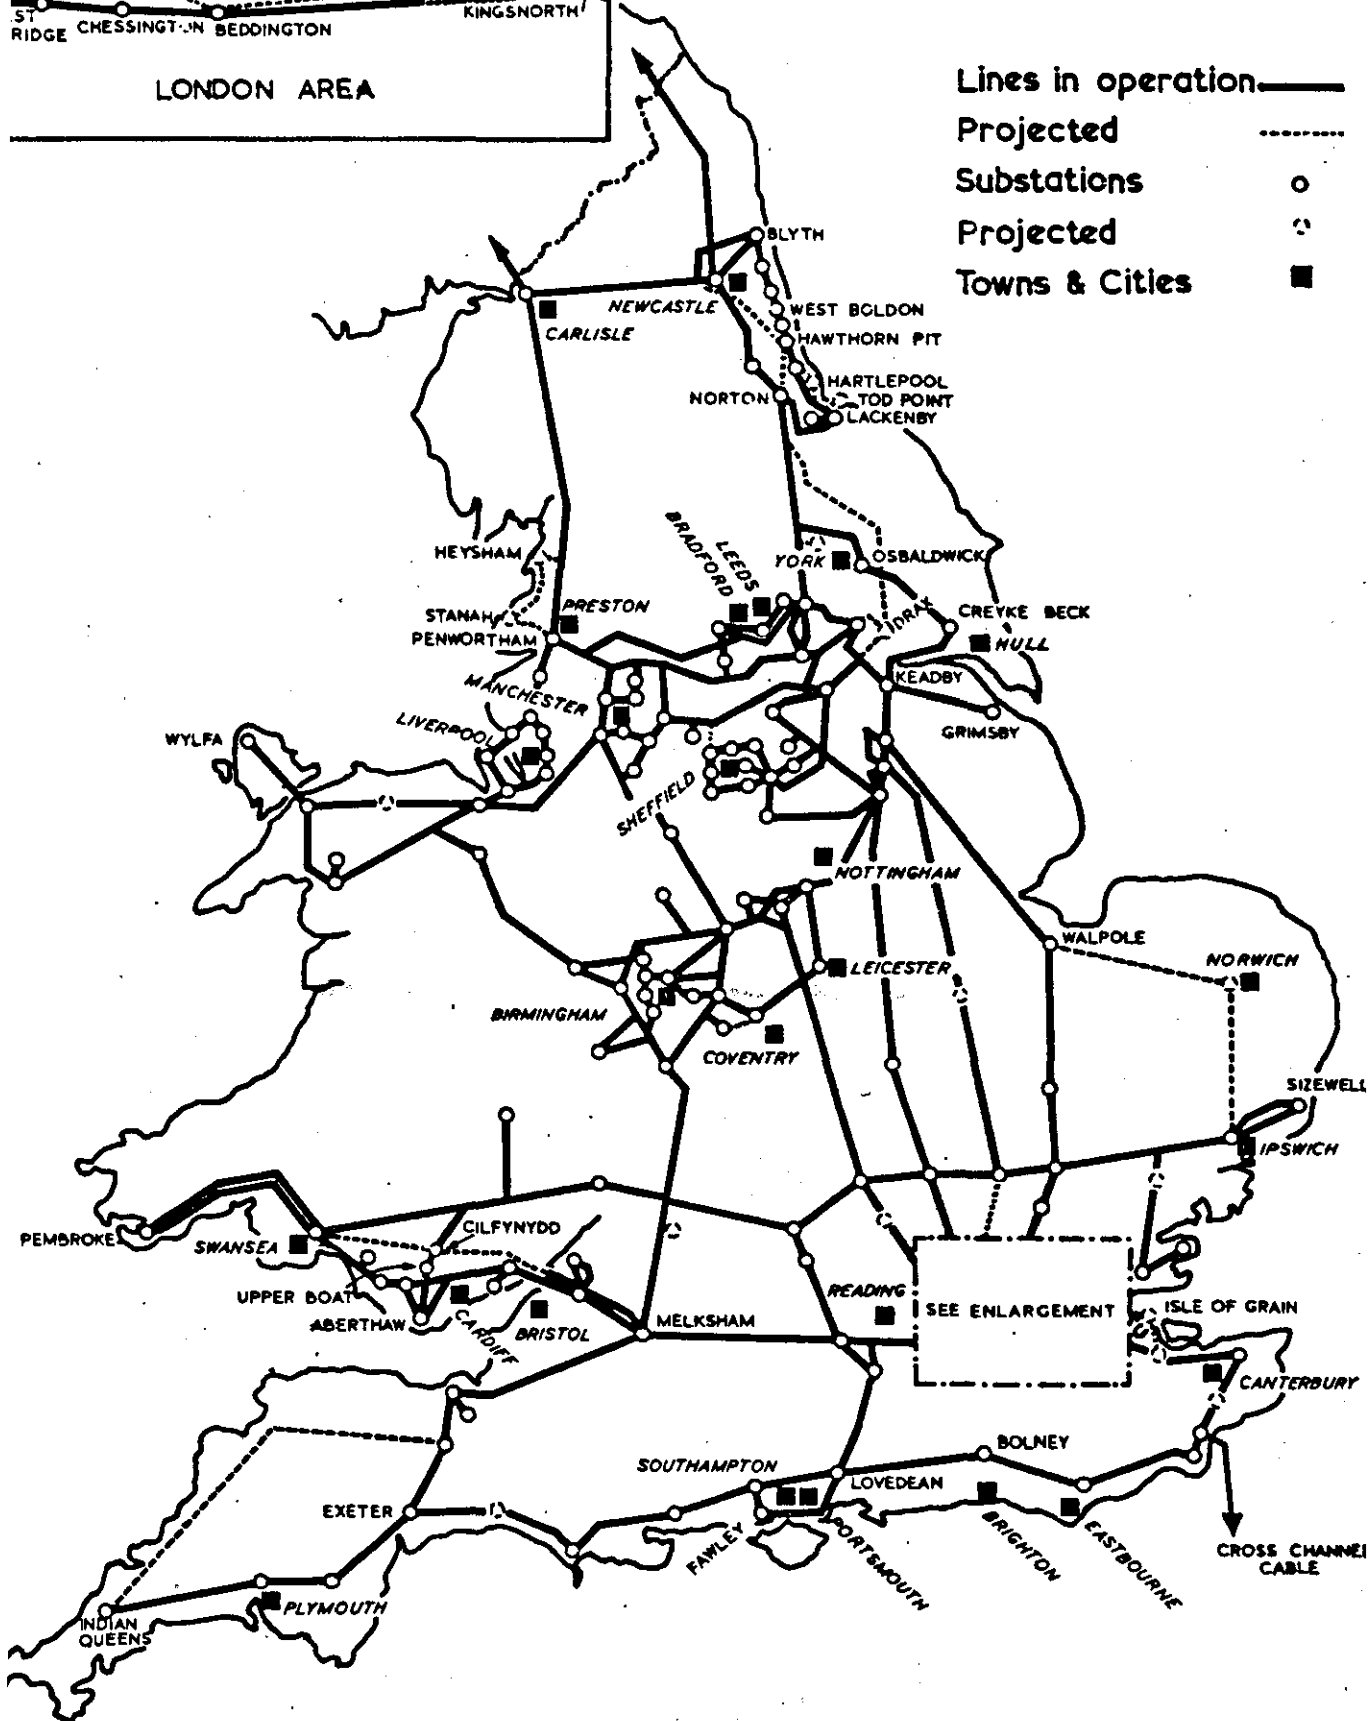 ST
RIDGE
CHESSINGTON
BEDDINGTON
KINGSNORTH
LONDON AREA
Lines in operation
Projected
Substations
Projected
Towns & Cities
BLYTH
NEWCASTLE
WEST BOLDON
CARLISLE
HAWTHORN PIT
HARTLEPOOL
NORTON
TOD POINT
LACKENBY
HEYSHAM
BRADFORD
LEEDS
YORK
OSBALDWICK
STANAH
PRESTON
DRAX
CREYKE BECK
PENWORTHAM
HULL
MANCHESTER
KEADBY
LIVERPOOL
WYLFA
GRIMSBY
SHEFFIELD
NOTTINGHAM
WALPOLE
NORWICH
LEICESTER
BIRMINGHAM
COVENTRY
SIZEWELL
IPSWICH
PEMBROKE
SWANSEA
CILFYNYDD
UPPER BOAT
READING
SEE ENLARGEMENT
ISLE OF GRAIN
ABERTHAW
CARDIFF
BRISTOL
MELKSHAM
CANTERBURY
BOLNEY
SOUTHAMPTON
LOVEDEAN
EXETER
FAWLEY
PORTSMOUTH
BRIGHTON
EASTBOURNE
CROSS CHANNEL
CABLE
PLYMOUTH
INDIAN
QUEENS